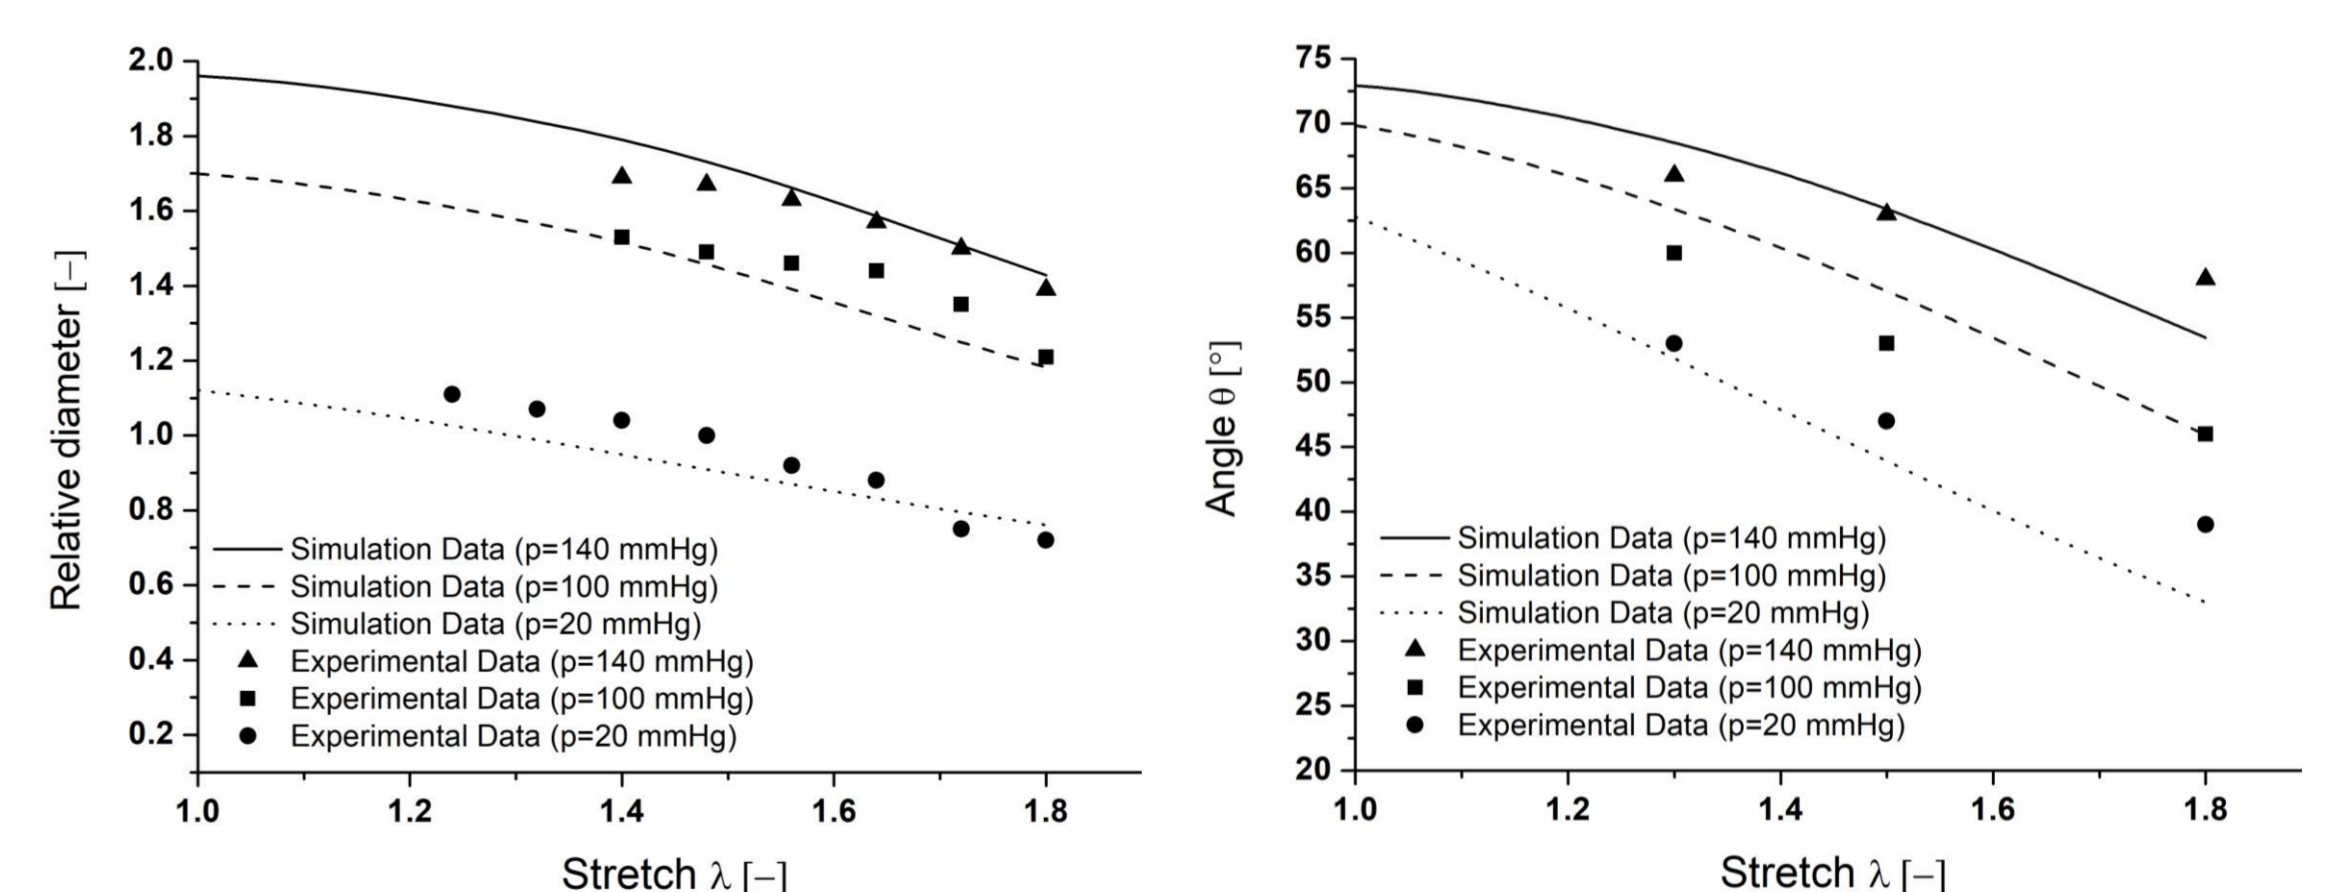 2.0
1.8
1.6
1.4
1.2
1.0
0.8
0.6
0.4
0.2
Relative diameter [–]
Simulation Data (p=140 mmHg)
Simulation Data (p=100 mmHg)
Simulation Data (p=20 mmHg)
Experimental Data (p=140 mmHg)
Experimental Data (p=100 mmHg)
Experimental Data (p=20 mmHg)
1.0 1.2 1.4 1.6 1.8
Stretch λ [–]
75
70
65
60
55
50
45
40
35
30
25
20
Angle θ [°]
Simulation Data (p=140 mmHg)
Simulation Data (p=100 mmHg)
Simulation Data (p=20 mmHg)
Experimental Data (p=140 mmHg)
Experimental Data (p=100 mmHg)
Experimental Data (p=20 mmHg)
1.0 1.2 1.4 1.6 1.8
Stretch λ [–]